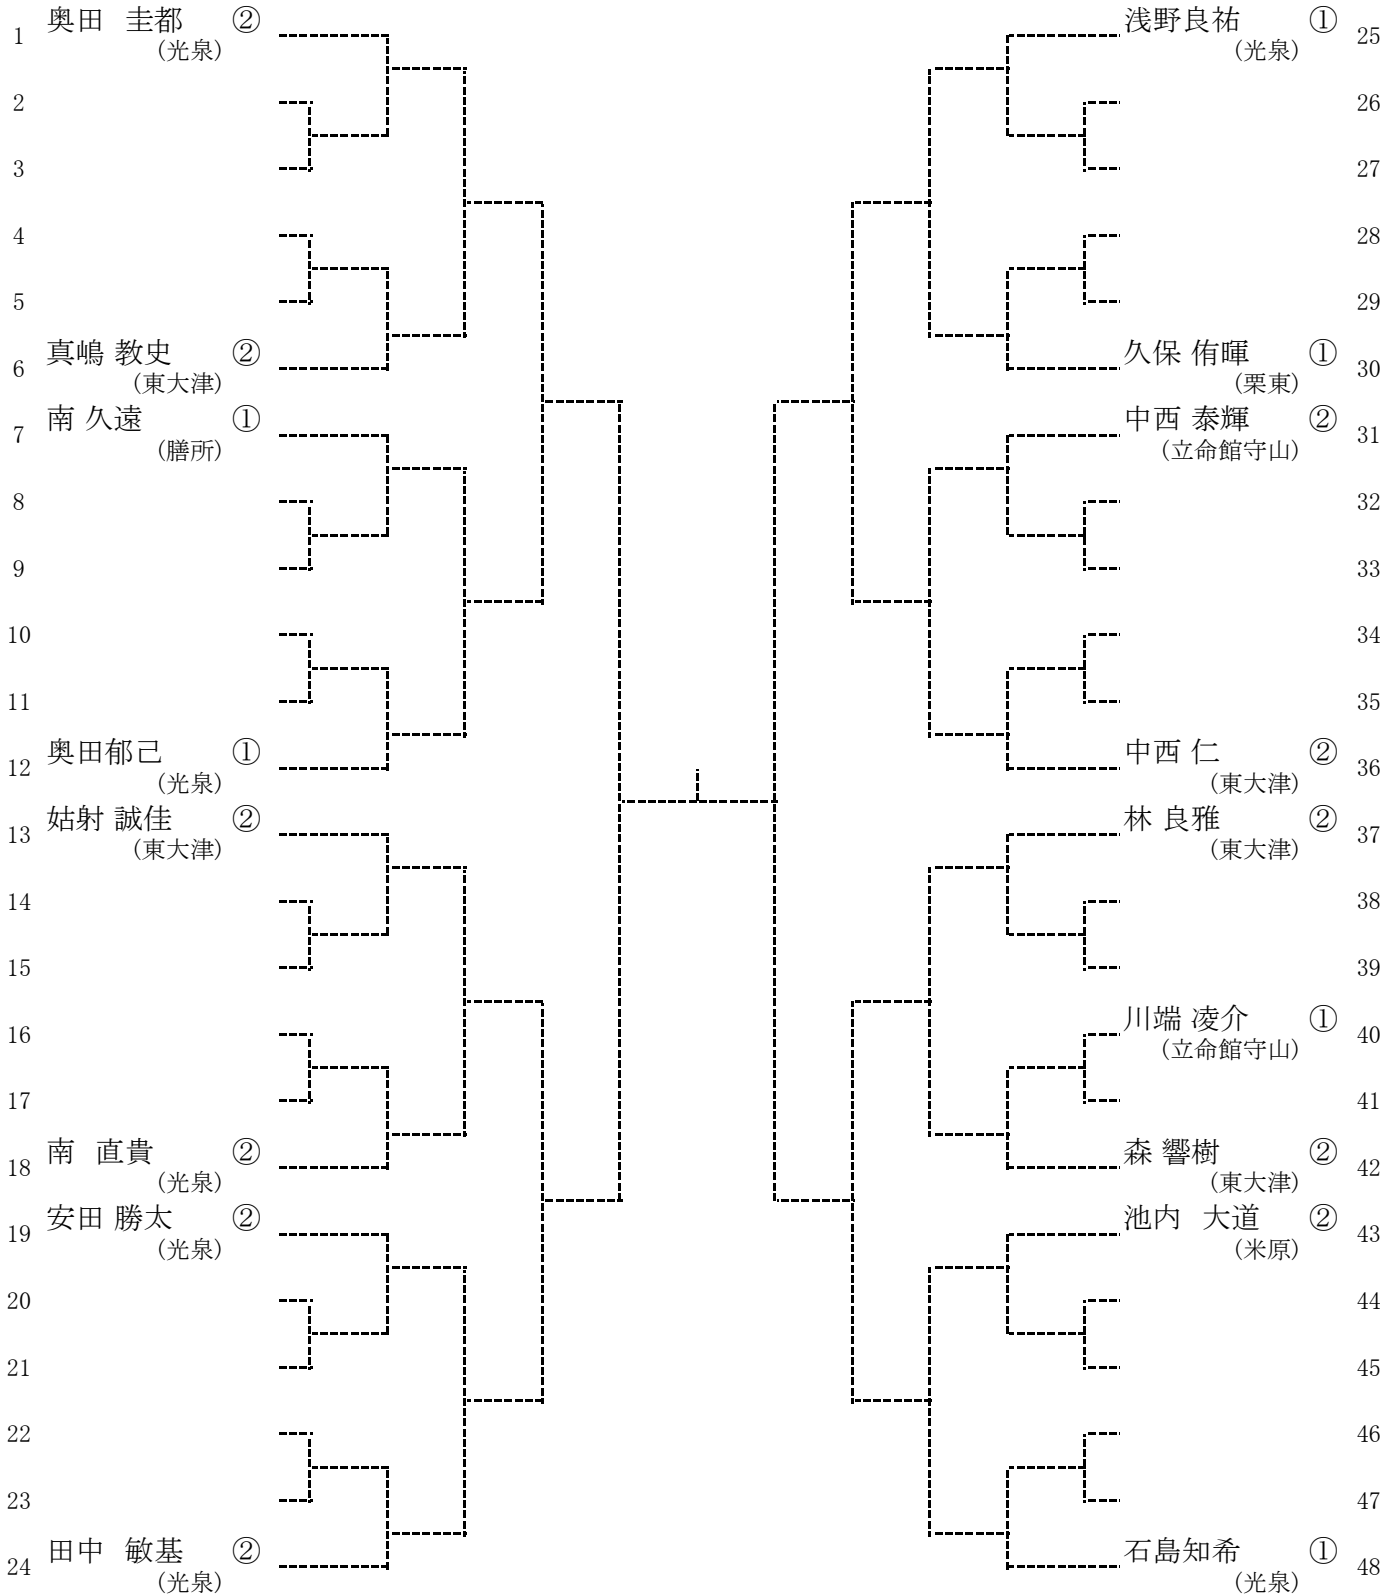 1 奥田 圭都 ②
(光泉)
2
3
4
5
6 真嶋 教史 ②
(東大津)
7 南 久遠 ①
(膳所)
8
9
10
11
12 奥田郁己 ①
(光泉)
13 姑射 誠佳 ②
(東大津)
14
15
16
17
18 南 直貴 ②
(光泉)
19 安田 勝太 ②
(光泉)
20
21
22
23
24 田中 敏基 ②
(光泉)
浅野良祐 ① 25
(光泉)
26
27
28
29
久保 侑暉 ① 30
(栗東)
中西 泰輝 ② 31
(立命館守山)
32
33
34
35
中西 仁 ② 36
(東大津)
林 良雅 ② 37
(東大津)
38
39
川端 凌介 ① 40
(立命館守山)
41
森 響樹 ② 42
(東大津)
池内 大道 ② 43
(米原)
44
45
46
47
石島知希 ① 48
(光泉)